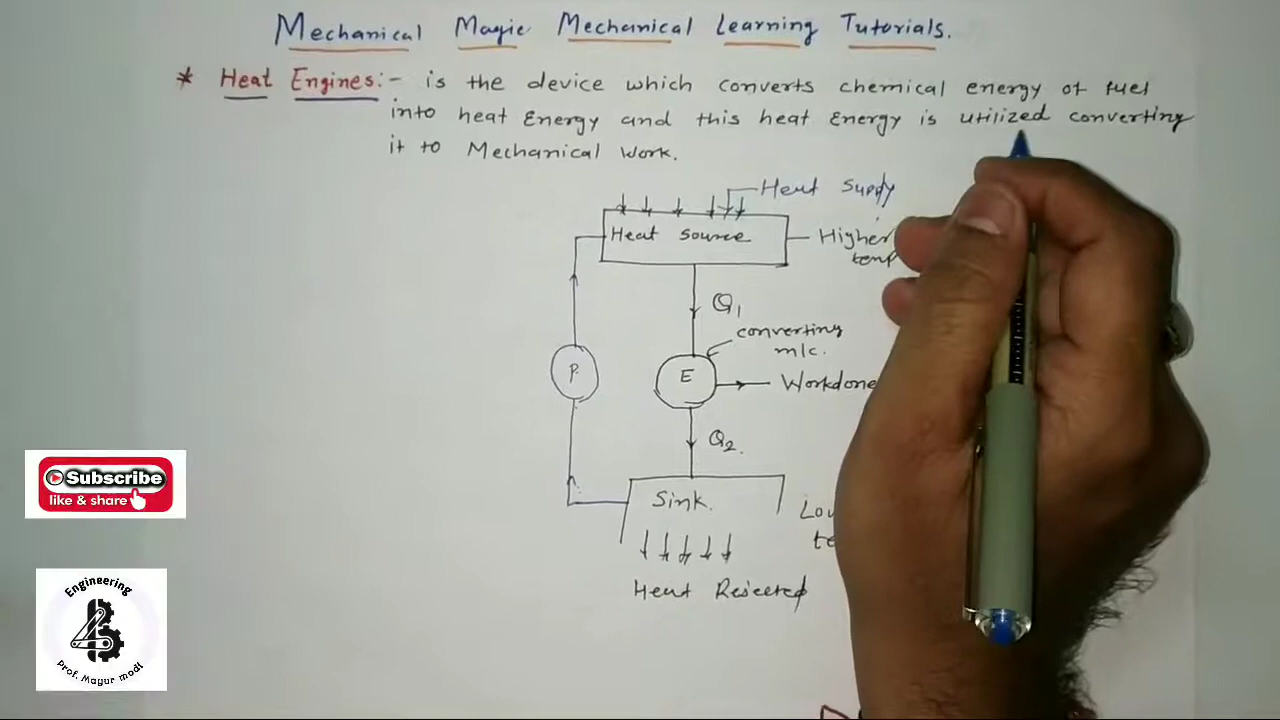 Mechanical Magic Mechanical Learning Tutorials.
* Heat Engines:- is the device which converts chemical energy of fuel
into heat Energy and this heat Energy is utilized converting
it to Mechanical Work.
Heat Supply
Heat Source
Higher
temp
Q1
converting
m/c.
P
E
Workdone
Q2.
Sink.
Heat Rejected
Subscribe
like & share
Engineering
Prof. Mayur modi